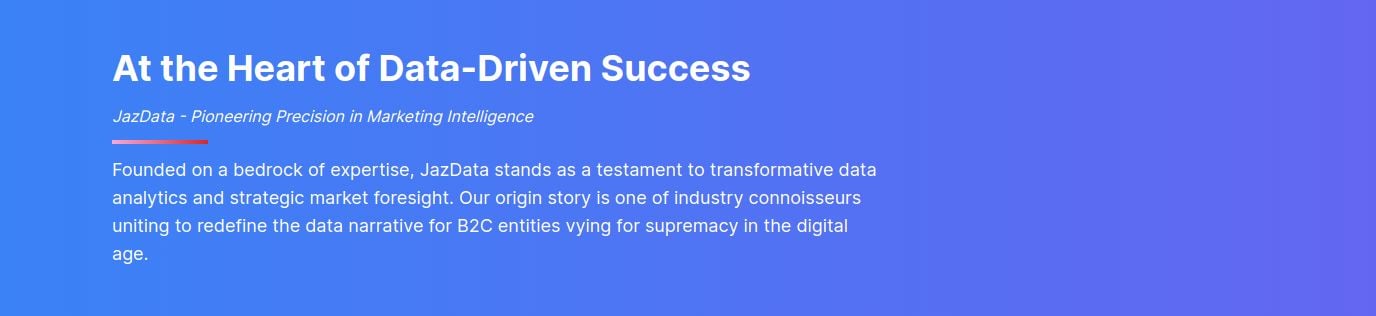 At the Heart of Data-Driven Success
JazData - Pioneering Precision in Marketing Intelligence
Founded on a bedrock of expertise, JazData stands as a testament to transformative data
analytics and strategic market foresight. Our origin story is one of industry connoisseurs
uniting to redefine the data narrative for B2C entities vying for supremacy in the digital
age.